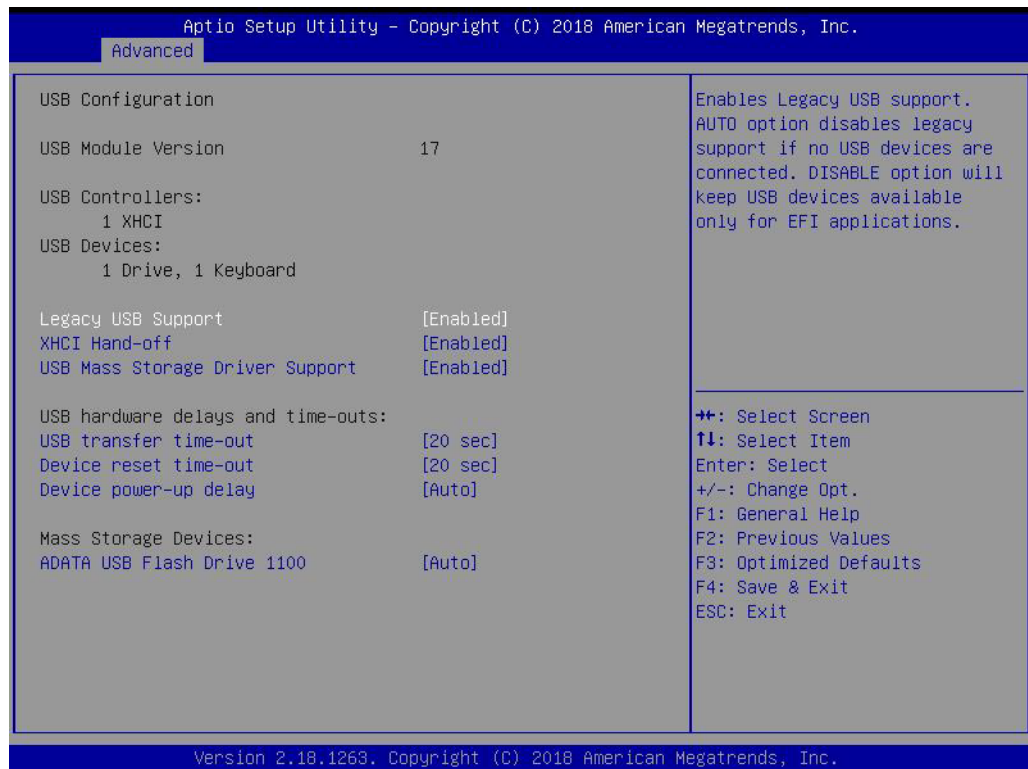 Aptio Setup Utility – Copyright (C) 2018 American Megatrends, Inc.
Advanced
USB Configuration
USB Module Version 17
USB Controllers:
1 XHCI
USB Devices:
1 Drive, 1 Keyboard
Legacy USB Support [Enabled]
XHCI Hand-off [Enabled]
USB Mass Storage Driver Support [Enabled]
USB hardware delays and time-outs:
USB transfer time-out [20 sec]
Device reset time-out [20 sec]
Device power-up delay [Auto]
Mass Storage Devices:
ADATA USB Flash Drive 1100 [Auto]
Enables Legacy USB support.
AUTO option disables legacy
support if no USB devices are
connected. DISABLE option will
keep USB devices available
only for EFI applications.
→←: Select Screen
↑↓: Select Item
Enter: Select
+/-: Change Opt.
F1: General Help
F2: Previous Values
F3: Optimized Defaults
F4: Save & Exit
ESC: Exit
Version 2.18.1263. Copyright (C) 2018 American Megatrends, Inc.